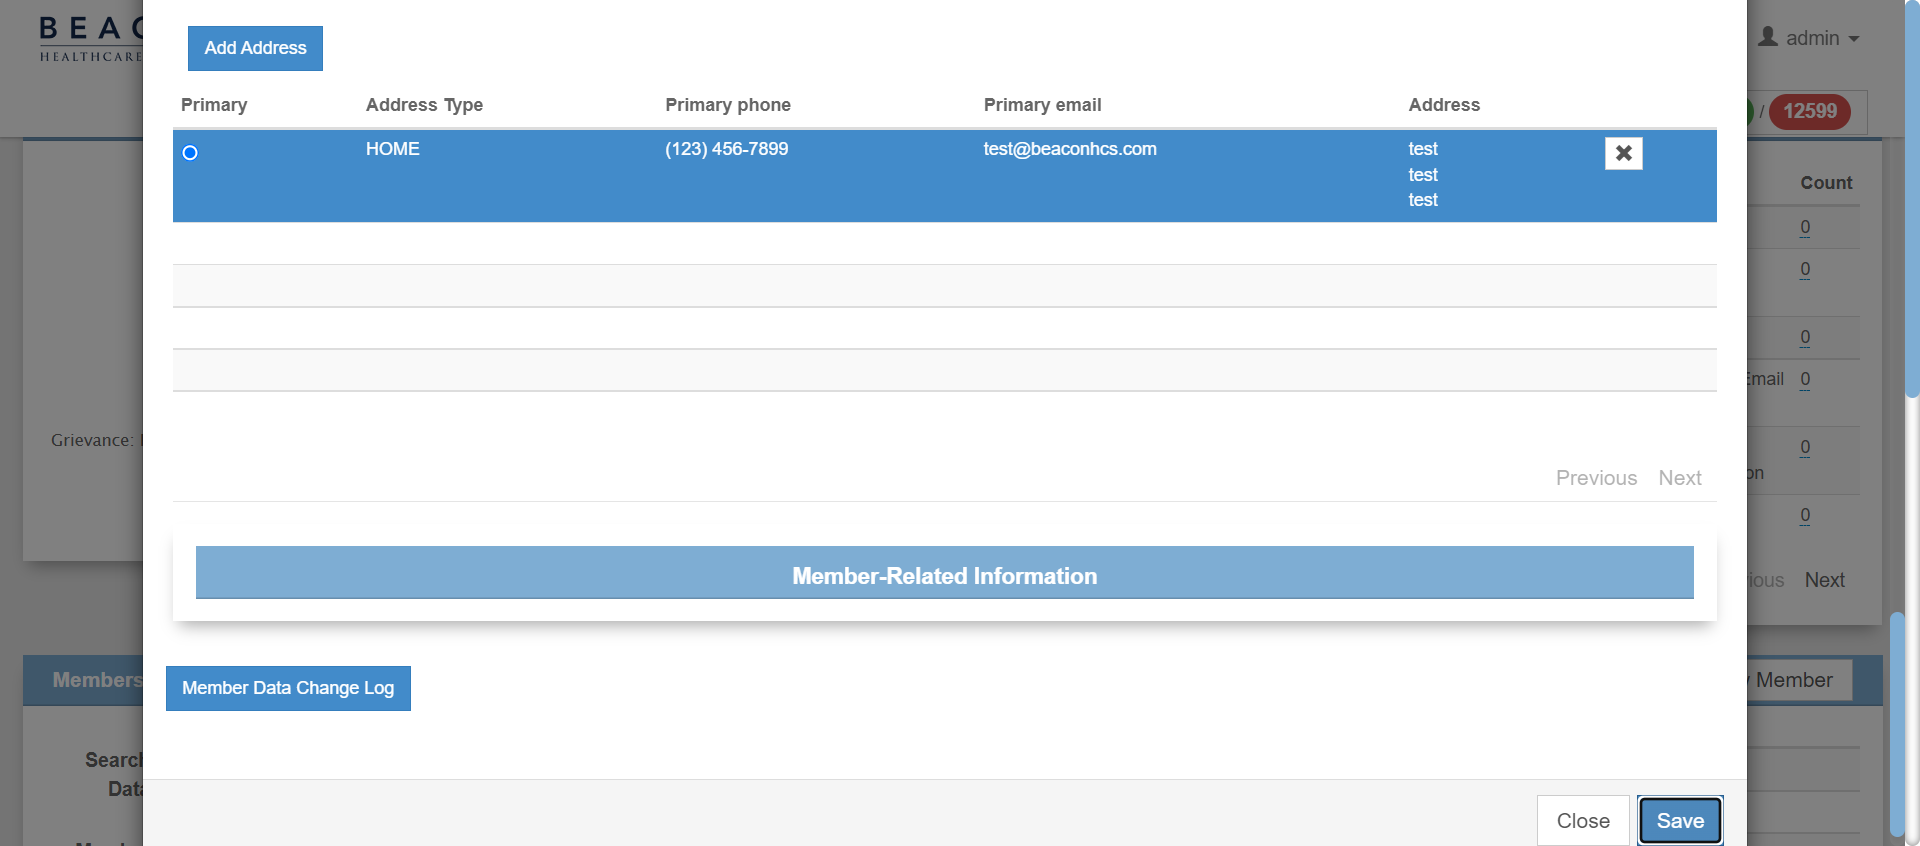 HEALTHCARE
admin
Add Address
Primary Address Type Primary phone Primary email Address
/ 12599
HOME (123) 456-7899 test@beaconhcs.com test
test
test
Count
0
0
0
Email 0
Grievance:
0
on
0
Previous Next
Member-Related Information
ious Next
Members
Member
Member Data Change Log
Search
Data
Close Save